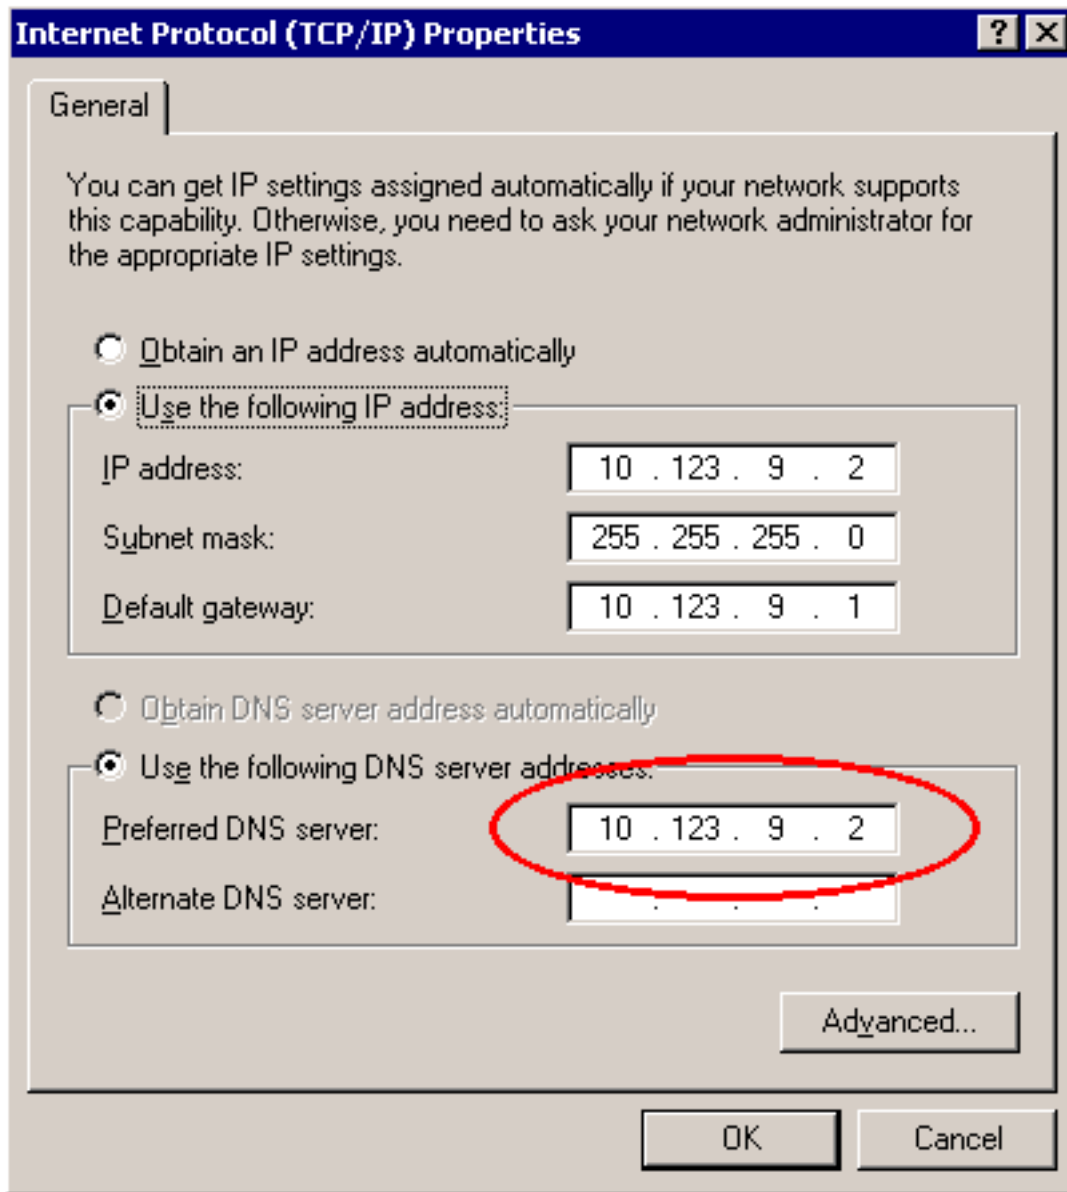 Internet Protocol (TCP/IP) Properties ?
General
You can get IP settings assigned automatically if your network supports
this capability. Otherwise, you need to ask your network administrator for
the appropriate IP settings.
Obtain an IP address automatically
Use the following IP address:
IP address: 10 . 123 . 9 . 2
Subnet mask: 255 . 255 . 255 . 0
Default gateway: 10 . 123 . 9 . 1
Obtain DNS server address automatically
Use the following DNS server addresses:
Preferred DNS server: 10 . 123 . 9 . 2
Alternate DNS server: . . .
Advanced...
OK Cancel